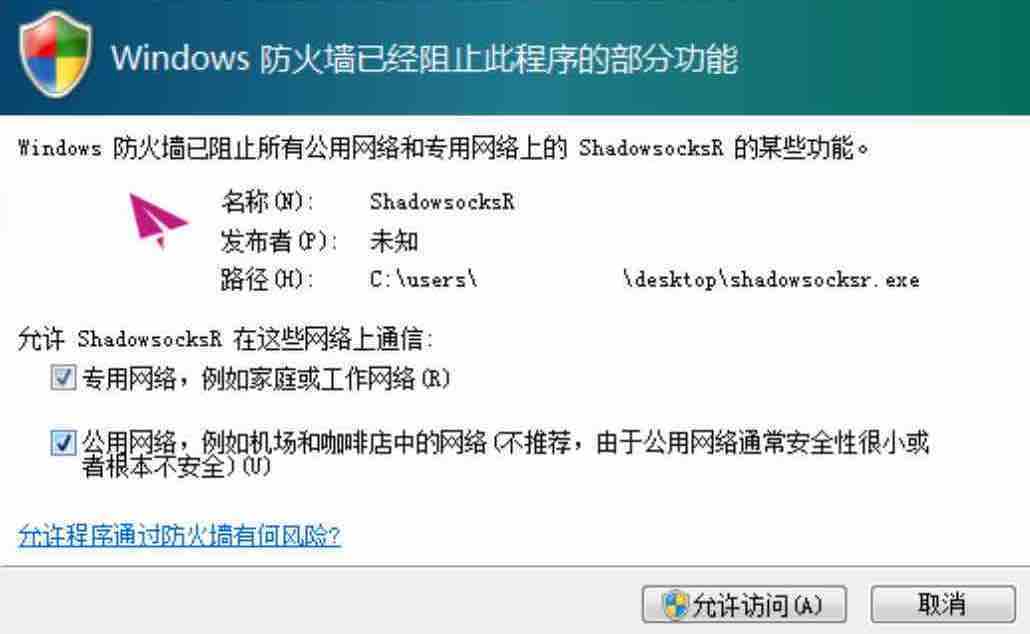 Windows 防火墙已经阻止此程序的部分功能
Windows 防火墙已阻止所有公用网络和专用网络上的 ShadowsocksR 的某些功能。
名称(N): ShadowsocksR
发布者(P): 未知
路径(H): C:\users\ \desktop\shadowsocksr.exe
允许 ShadowsocksR 在这些网络上通信:
专用网络，例如家庭或工作网络(R)
公用网络，例如机场和咖啡店中的网络(不推荐，由于公用网络通常安全性很小或
者根本不安全)(U)
允许程序通过防火墙有何风险?
允许访问(A) 取消